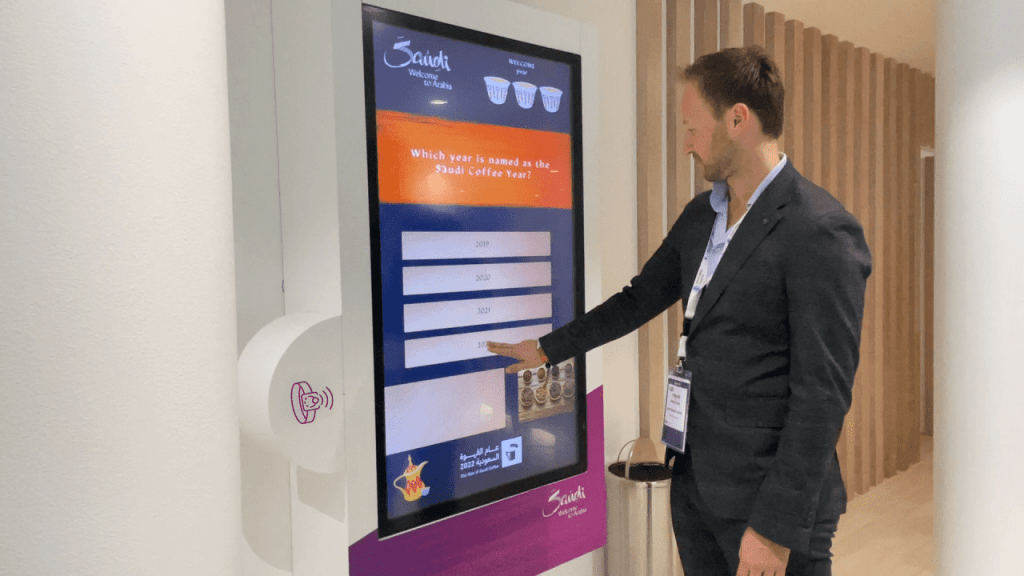 Saudi
Welcome
to Arabia
WELCOME
year
Which year is named as the
Saudi Coffee Year?
2019
2020
2021
عام القهوة
السعودية 2022
The Year of Saudi Coffee
Saudi
Welcome
to Arabia